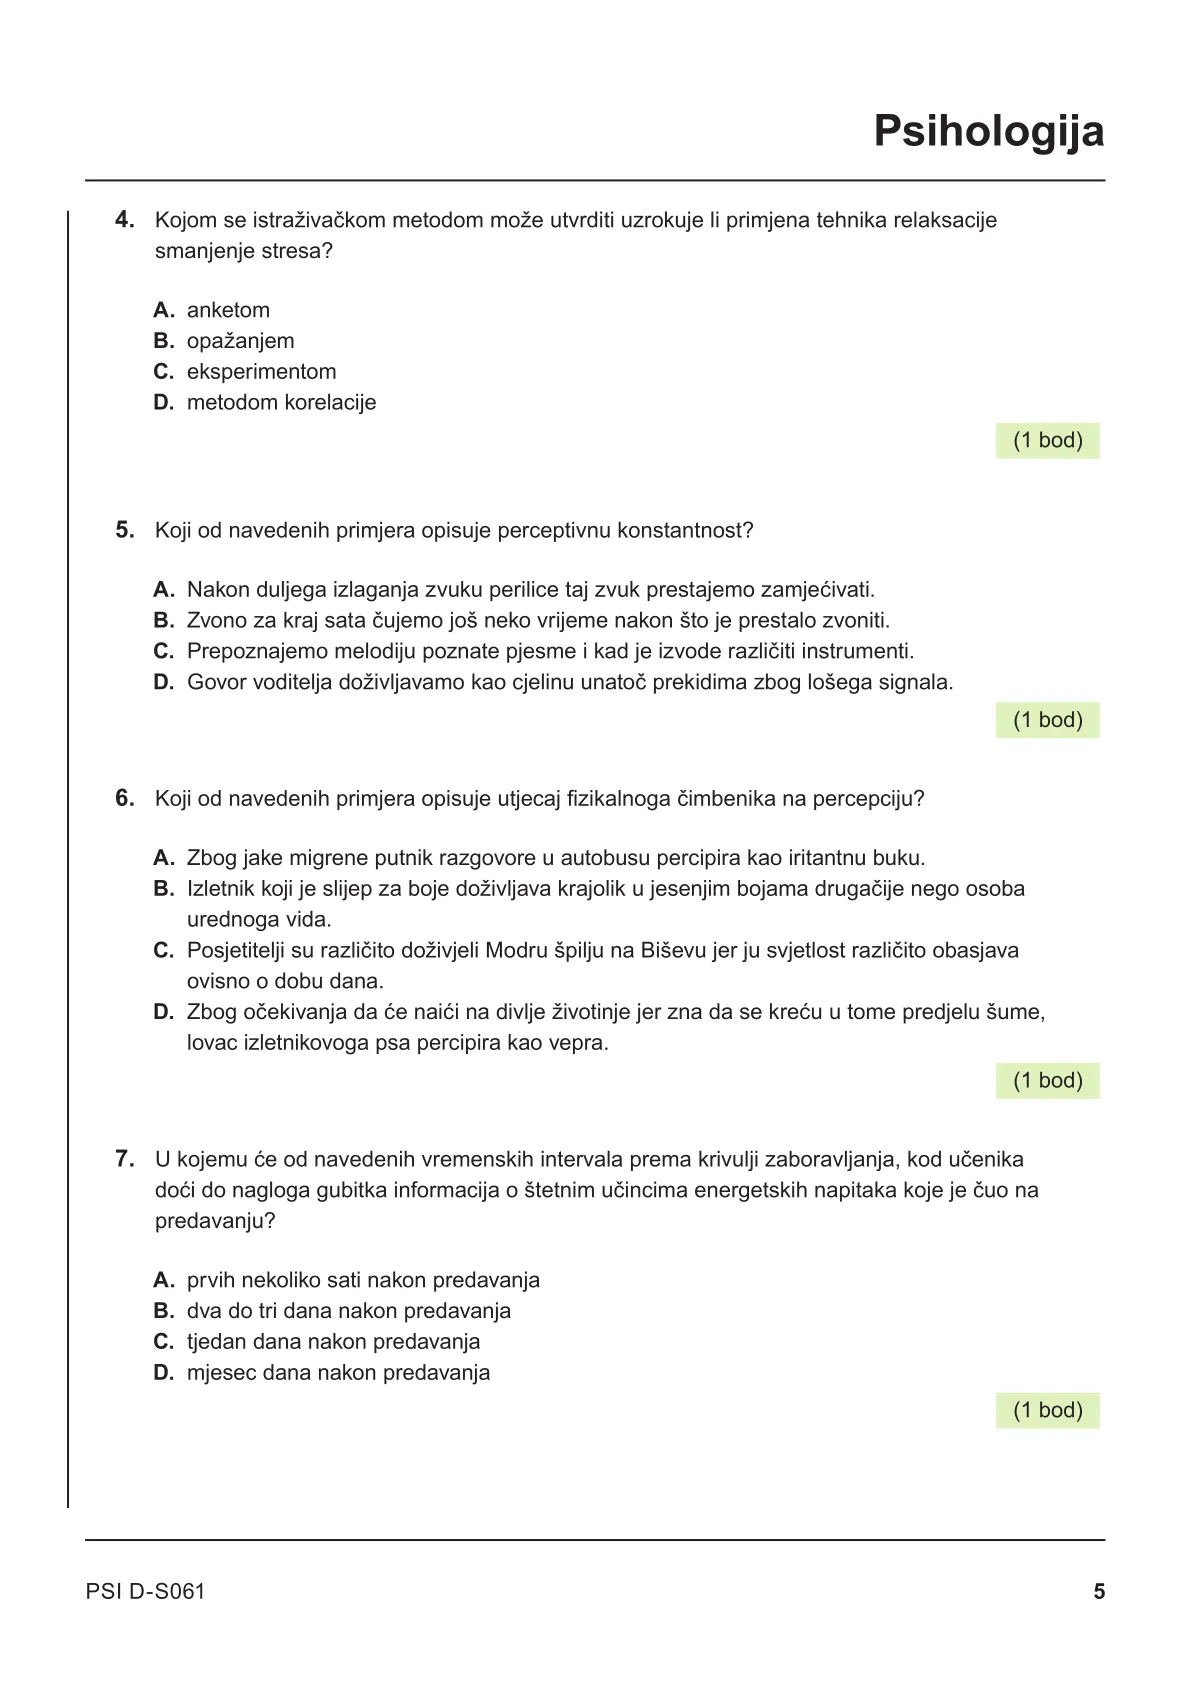 Psihologija
4. Kojom se istraživačkom metodom može utvrditi uzrokuje li primjena tehnika relaksacije
smanjenje stresa?
A. anketom
B. opažanjem
C. eksperimentom
D. metodom korelacije
(1 bod)
5. Koji od navedenih primjera opisuje perceptivnu konstantnost?
A. Nakon duljega izlaganja zvuku perilice taj zvuk prestajemo zamjećivati.
B. Zvono za kraj sata čujemo još neko vrijeme nakon što je prestalo zvoniti.
C. Prepoznajemo melodiju poznate pjesme i kad je izvode različiti instrumenti.
D. Govor voditelja doživljavamo kao cjelinu unatoč prekidima zbog lošega signala.
(1 bod)
6. Koji od navedenih primjera opisuje utjecaj fizikalnoga čimbenika na percepciju?
A. Zbog jake migrene putnik razgovore u autobusu percipira kao iritantnu buku.
B. Izletnik koji je slijep za boje doživljava krajolik u jesenjim bojama drugačije nego osoba
urednoga vida.
C. Posjetitelji su različito doživjeli Modru špilju na Biševu jer ju svjetlost različito obasjava
ovisno o dobu dana.
D. Zbog očekivanja da će naići na divlje životinje jer zna da se kreću u tome predjelu šume,
lovac izletnikovoga psa percipira kao vepra.
(1 bod)
7. U kojemu će od navedenih vremenskih intervala prema krivulji zaboravljanja, kod učenika
doći do nagloga gubitka informacija o štetnim učincima energetskih napitaka koje je čuo na
predavanju?
A. prvih nekoliko sati nakon predavanja
B. dva do tri dana nakon predavanja
C. tjedan dana nakon predavanja
D. mjesec dana nakon predavanja
(1 bod)
PSI D-S061
5